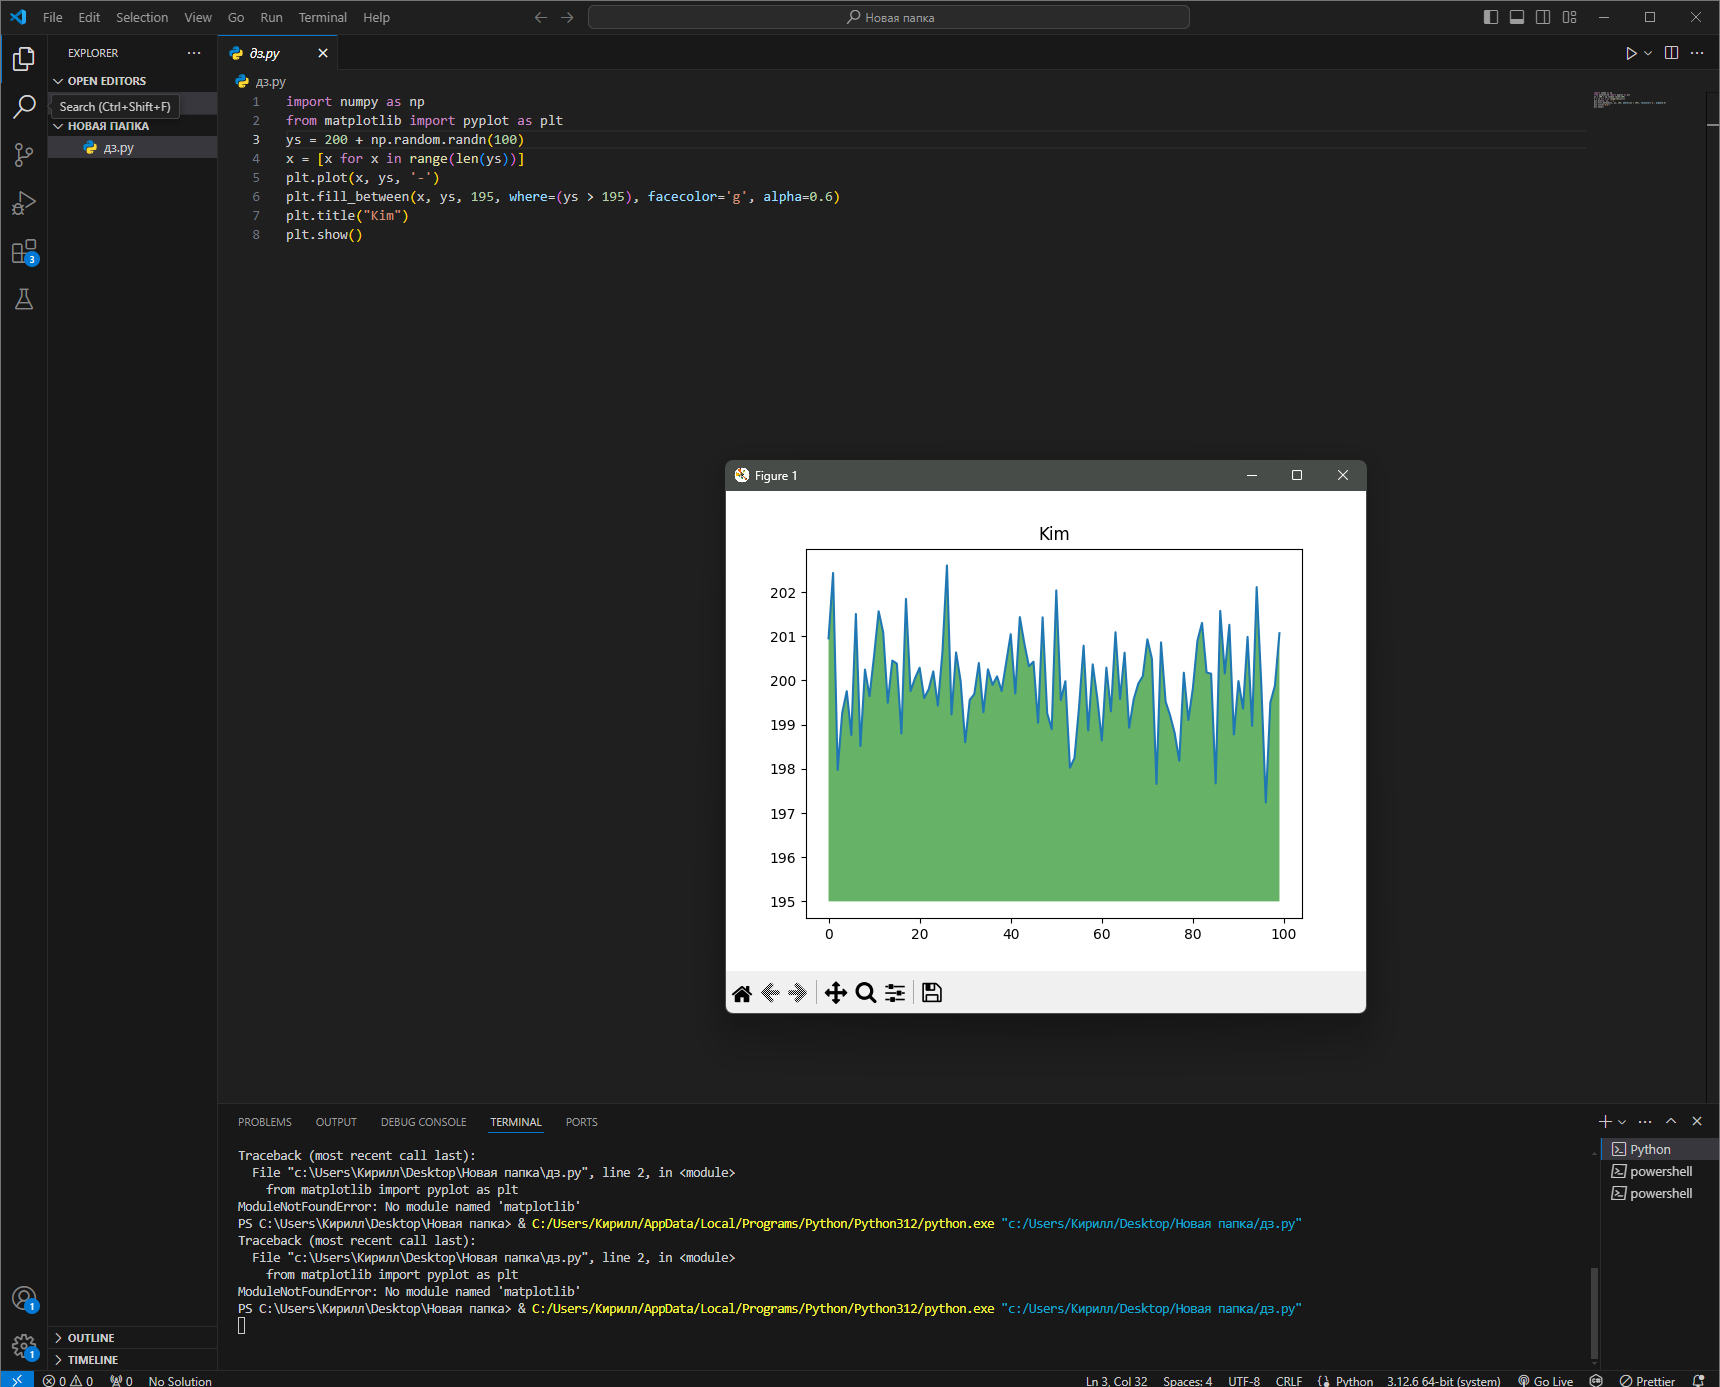 File Edit Selection View Go Run Terminal Help
Новая папка
EXPLORER
OPEN EDITORS
Search (Ctrl+Shift+F)
НОВАЯ ПАПКА
дз.py
3
дз.py
дз.py
1 import numpy as np
2 from matplotlib import pyplot as plt
3 ys = 200 + np.random.randn(100)
4 x = [x for x in range(len(ys))]
5 plt.plot(x, ys, '-')
6 plt.fill_between(x, ys, 195, where=(ys > 195), facecolor='g', alpha=0.6)
7 plt.title("Kim")
8 plt.show()
Figure 1
Kim
202
201
200
199
198
197
196
195
0 20 40 60 80 100
PROBLEMS OUTPUT DEBUG CONSOLE TERMINAL PORTS
Traceback (most recent call last):
File "c:\Users\Кирилл\Desktop\Новая папка\дз.py", line 2, in <module>
from matplotlib import pyplot as plt
ModuleNotFoundError: No module named 'matplotlib'
PS C:\Users\Кирилл\Desktop\Новая папка> & C:/Users/Кирилл/AppData/Local/Programs/Python/Python312/python.exe "c:/Users/Кирилл/Desktop/Новая папка/дз.py"
Traceback (most recent call last):
File "c:\Users\Кирилл\Desktop\Новая папка\дз.py", line 2, in <module>
from matplotlib import pyplot as plt
ModuleNotFoundError: No module named 'matplotlib'
PS C:\Users\Кирилл\Desktop\Новая папка> & C:/Users/Кирилл/AppData/Local/Programs/Python/Python312/python.exe "c:/Users/Кирилл/Desktop/Новая папка/дз.py"
Python
powershell
powershell
1
1
OUTLINE
TIMELINE
0 0 0 No Solution
Ln 3, Col 32 Spaces: 4 UTF-8 CRLF Python 3.12.6 64-bit (system) Go Live Prettier